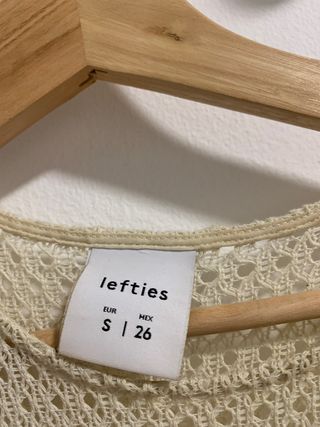 lefties
EUR MEX
S | 26